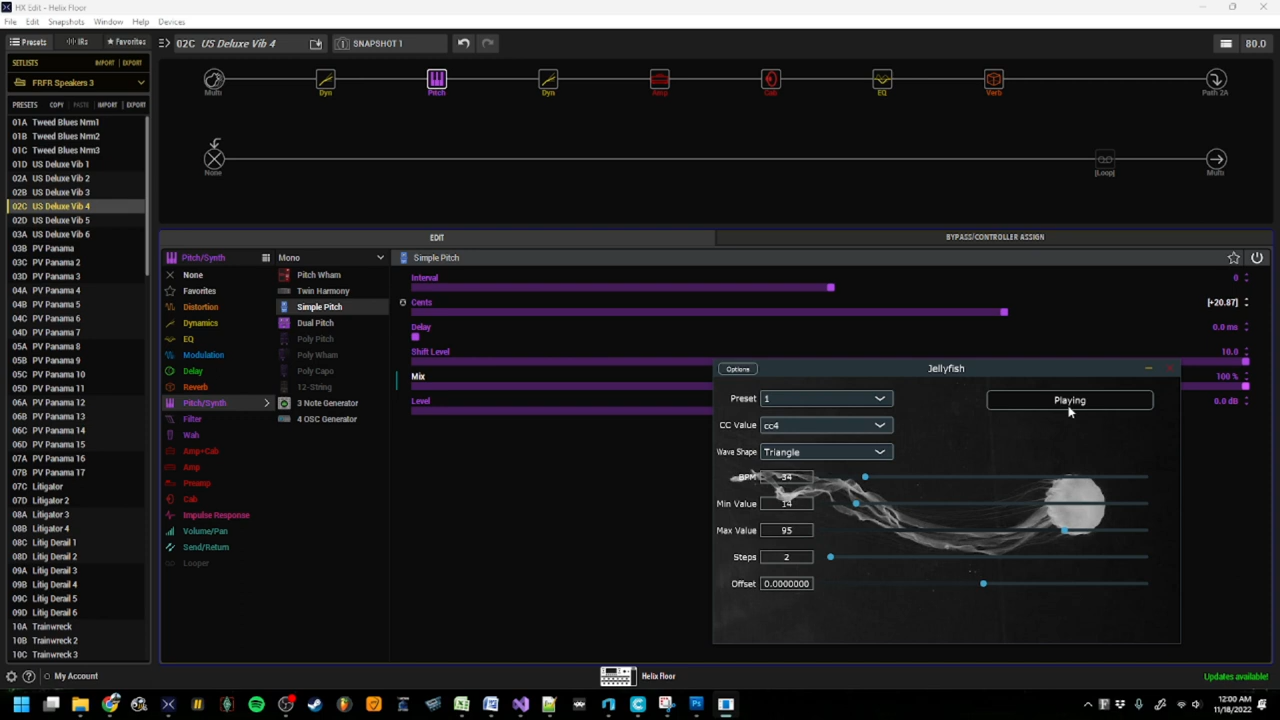 HX Edit - Helix Floor
File Edit Snapshots Window Help Devices
Presets IRs Favorites
02C US Deluxe Vib 4
SNAPSHOT 1
80.0
SETLISTS IMPORT EXPORT
FRFR Speakers 3
PRESETS COPY PASTE IMPORT EXPORT
01A Tweed Blues Nrm1
01B Tweed Blues Nrm2
01C Tweed Blues Nrm3
01D US Deluxe Vib 1
02A US Deluxe Vib 2
02B US Deluxe Vib 3
02C US Deluxe Vib 4
02D US Deluxe Vib 5
03A US Deluxe Vib 6
03B PV Panama
03C PV Panama 2
03D PV Panama 3
04A PV Panama 4
04B PV Panama 5
04C PV Panama 6
04D PV Panama 7
05A PV Panama 8
05B PV Panama 9
05C PV Panama 10
05D PV Panama 11
06A PV Panama 12
06B PV Panama 13
06C PV Panama 14
06D PV Panama 15
07A PV Panama 16
07B PV Panama 17
07C Litigator
07D Litigator 2
08A Litigator 3
08B Litigator 4
08C Litig Derail 1
08D Litig Derail 2
09A Litig Derail 3
09B Litig Derail 4
09C Litig Derail 5
09D Litig Derail 6
10A Trainwreck
10B Trainwreck 2
10C Trainwreck 3
Multi Dyn Pitch Dyn Amp Cab EQ Verb Path 2A
None |Loop| Multi
EDIT
BYPASS/CONTROLLER ASSIGN
Pitch/Synth
None
Favorites
Distortion
Dynamics
EQ
Modulation
Delay
Reverb
Pitch/Synth
Filter
Wah
Amp+Cab
Amp
Preamp
Cab
Impulse Response
Volume/Pan
Send/Return
Looper
Mono
Pitch Wham
Twin Harmony
Simple Pitch
Dual Pitch
Poly Pitch
Poly Wham
Poly Capo
12-String
3 Note Generator
4 OSC Generator
Simple Pitch
Interval 0
Cents [+20.87]
Delay 0.0 ms
Shift Level 10.0
Mix 100 %
Level 0.0 dB
Options
Jellyfish
Preset 1
Playing
CC Value cc4
Wave Shape Triangle
BPM 34
Min Value 14
Max Value 95
Steps 2
Offset 0.0000000
My Account
Helix Floor
Updates available!
12:00 AM
11/18/2022